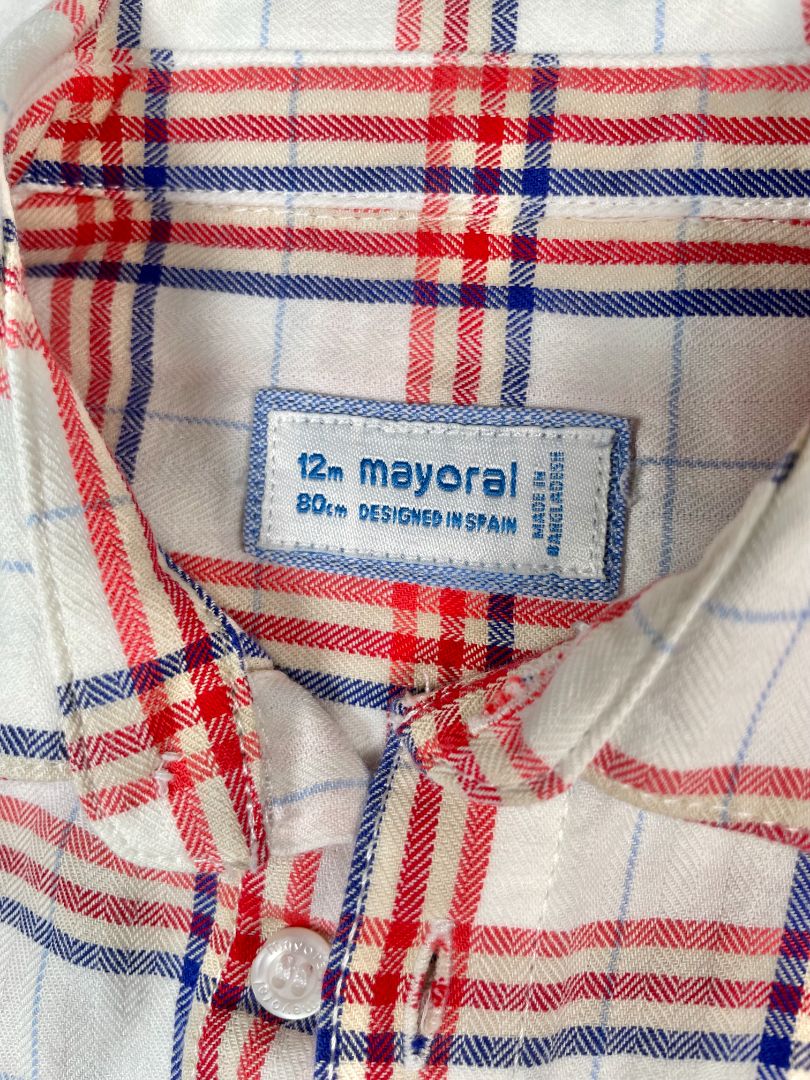 12m mayoral
80cm DESIGNED IN SPAIN
MADE IN
BANGLADESH